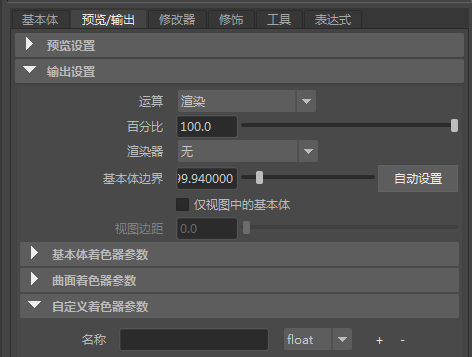 基本体 预览/输出 修改器 修饰 工具 表达式
预览设置
输出设置
运算 渲染
百分比 100.0
渲染器 无
基本体边界 99.940000 自动设置
仅视图中的基本体
视图边距 0.0
基本体着色器参数
曲面着色器参数
自定义着色器参数
名称 float + -